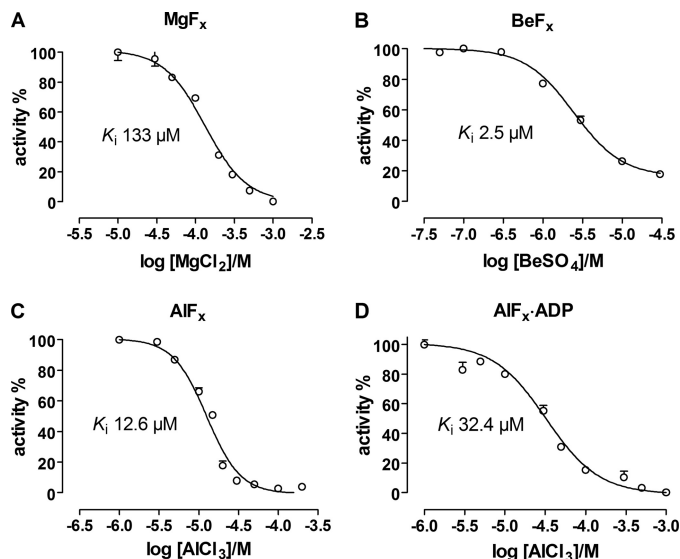 A
MgFₓ
activity %
100
80
60
40
20
0
Kᵢ 133 µM
-5.5 -5.0 -4.5 -4.0 -3.5 -3.0 -2.5
log [MgCl₂]/M
B
BeFₓ
activity %
100
80
60
40
20
0
Kᵢ 2.5 µM
-7.5 -7.0 -6.5 -6.0 -5.5 -5.0 -4.5
log [BeSO₄]/M
C
AlFₓ
activity %
100
80
60
40
20
0
Kᵢ 12.6 µM
-6.5 -6.0 -5.5 -5.0 -4.5 -4.0 -3.5
log [AlCl₃]/M
D
AlFₓ·ADP
activity %
100
80
60
40
20
0
Kᵢ 32.4 µM
-6.0 -5.5 -5.0 -4.5 -4.0 -3.5 -3.0
log [AlCl₃]/M